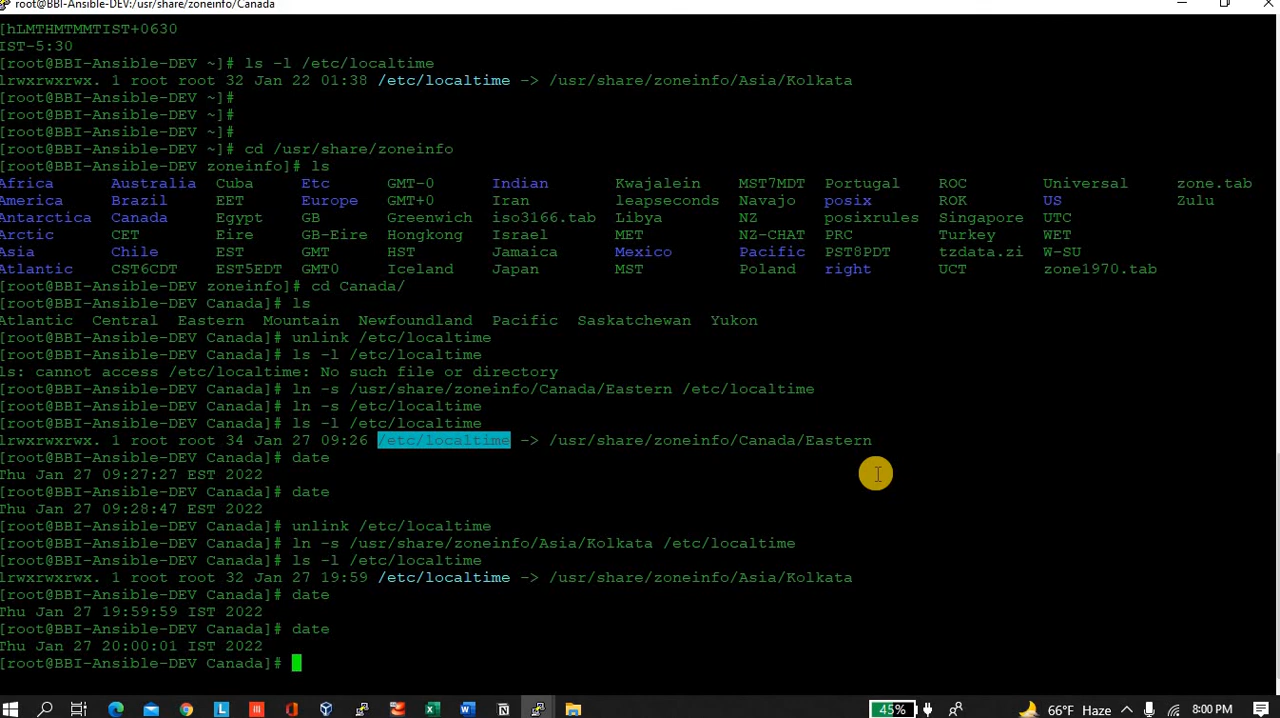 root@BBI-Ansible-DEV:/usr/share/zoneinfo/Canada
[hLMTHMTMMTIST+0630
IST-5:30
[root@BBI-Ansible-DEV ~]# ls -l /etc/localtime
lrwxrwxrwx. 1 root root 32 Jan 22 01:38 /etc/localtime -> /usr/share/zoneinfo/Asia/Kolkata
[root@BBI-Ansible-DEV ~]#
[root@BBI-Ansible-DEV ~]#
[root@BBI-Ansible-DEV ~]#
[root@BBI-Ansible-DEV ~]# cd /usr/share/zoneinfo
[root@BBI-Ansible-DEV zoneinfo]# ls
Africa Australia Cuba Etc GMT-0 Indian Kwajalein MST7MDT Portugal ROC Universal zone.tab
America Brazil EET Europe GMT+0 Iran leapseconds Navajo posix ROK US Zulu
Antarctica Canada Egypt GB Greenwich iso3166.tab Libya NZ posixrules Singapore UTC
Arctic CET Eire GB-Eire Hongkong Israel MET NZ-CHAT PRC Turkey WET
Asia Chile EST GMT HST Jamaica Mexico Pacific PST8PDT tzdata.zi W-SU
Atlantic CST6CDT EST5EDT GMT0 Iceland Japan MST Poland right UCT zone1970.tab
[root@BBI-Ansible-DEV zoneinfo]# cd Canada/
[root@BBI-Ansible-DEV Canada]# ls
Atlantic Central Eastern Mountain Newfoundland Pacific Saskatchewan Yukon
[root@BBI-Ansible-DEV Canada]# unlink /etc/localtime
[root@BBI-Ansible-DEV Canada]# ls -l /etc/localtime
ls: cannot access /etc/localtime: No such file or directory
[root@BBI-Ansible-DEV Canada]# ln -s /usr/share/zoneinfo/Canada/Eastern /etc/localtime
[root@BBI-Ansible-DEV Canada]# ln -s /etc/localtime
[root@BBI-Ansible-DEV Canada]# ls -l /etc/localtime
lrwxrwxrwx. 1 root root 34 Jan 27 09:26 /etc/localtime -> /usr/share/zoneinfo/Canada/Eastern
[root@BBI-Ansible-DEV Canada]# date
Thu Jan 27 09:27:27 EST 2022
[root@BBI-Ansible-DEV Canada]# date
Thu Jan 27 09:28:47 EST 2022
[root@BBI-Ansible-DEV Canada]# unlink /etc/localtime
[root@BBI-Ansible-DEV Canada]# ln -s /usr/share/zoneinfo/Asia/Kolkata /etc/localtime
[root@BBI-Ansible-DEV Canada]# ls -l /etc/localtime
lrwxrwxrwx. 1 root root 32 Jan 27 19:59 /etc/localtime -> /usr/share/zoneinfo/Asia/Kolkata
[root@BBI-Ansible-DEV Canada]# date
Thu Jan 27 19:59:59 IST 2022
[root@BBI-Ansible-DEV Canada]# date
Thu Jan 27 20:00:01 IST 2022
[root@BBI-Ansible-DEV Canada]#
45% 66°F Haze 8:00 PM